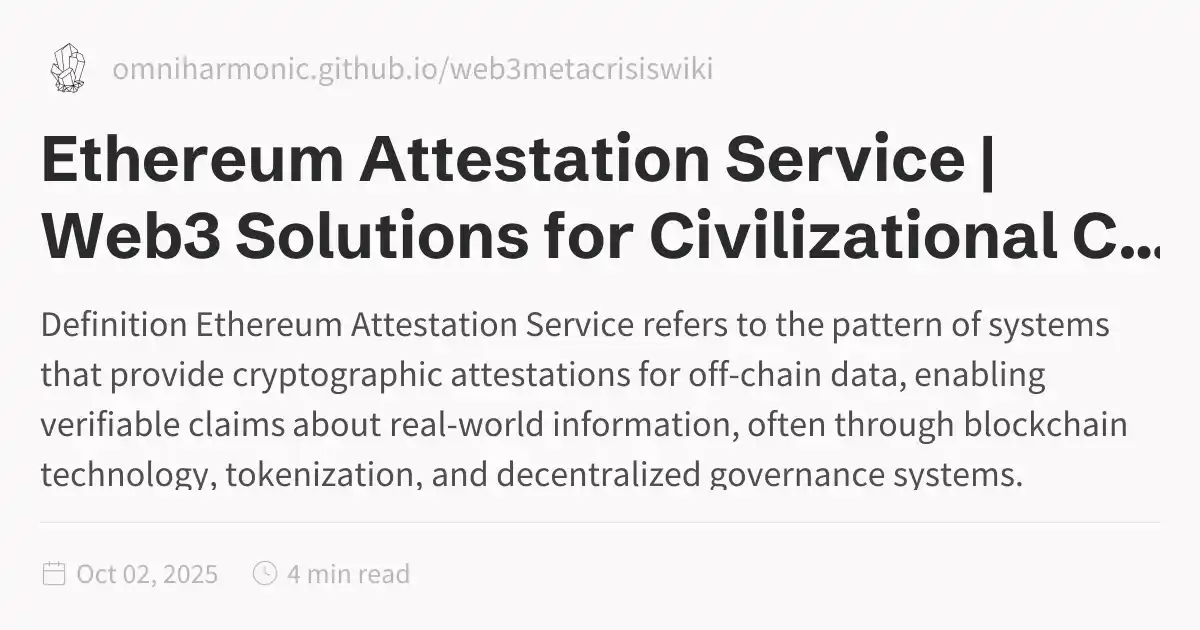 omniharmonic.github.io/web3metacrisiswiki
Ethereum Attestation Service |
Web3 Solutions for Civilizational C...
Definition Ethereum Attestation Service refers to the pattern of systems
that provide cryptographic attestations for off-chain data, enabling
verifiable claims about real-world information, often through blockchain
technology, tokenization, and decentralized governance systems.
Oct 02, 2025 4 min read